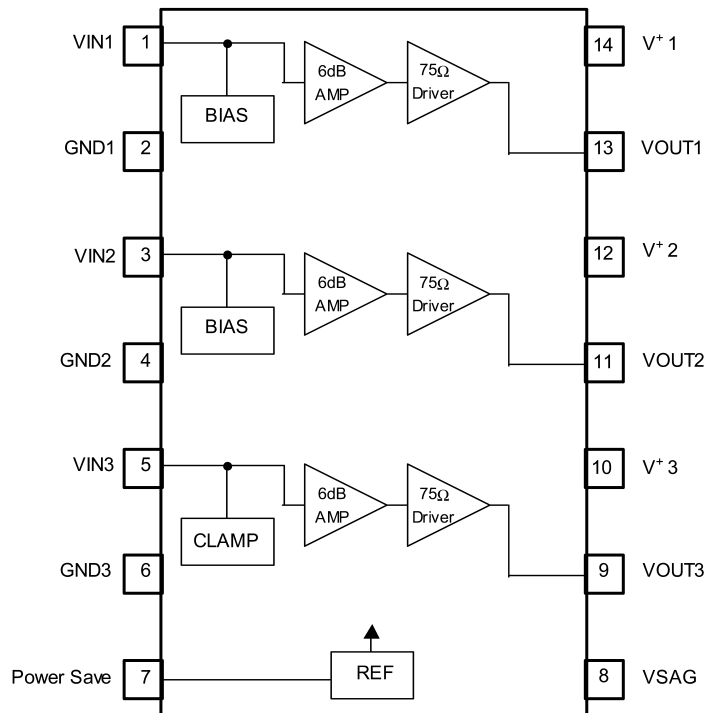 VIN1 1 14 V+1
6dB AMP
75Ω Driver
BIAS
GND1 2 13 VOUT1
VIN2 3 12 V+2
6dB AMP
75Ω Driver
BIAS
GND2 4 11 VOUT2
VIN3 5 10 V+3
6dB AMP
75Ω Driver
CLAMP
GND3 6 9 VOUT3
Power Save 7 REF 8 VSAG